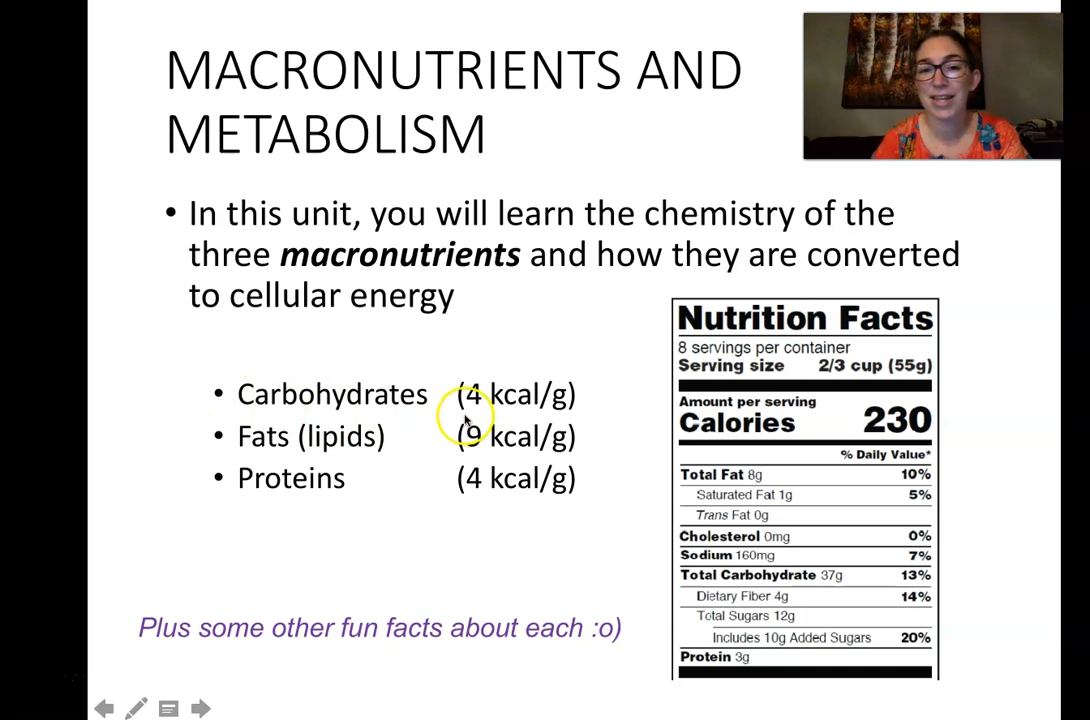 MACRONUTRIENTS AND
METABOLISM
• In this unit, you will learn the chemistry of the
three macronutrients and how they are converted
to cellular energy
• Carbohydrates (4 kcal/g)
• Fats (lipids) (9 kcal/g)
• Proteins (4 kcal/g)
Plus some other fun facts about each :o)
Nutrition Facts
8 servings per container
Serving size 2/3 cup (55g)
Amount per serving
Calories 230
% Daily Value*
Total Fat 8g 10%
Saturated Fat 1g 5%
Trans Fat 0g
Cholesterol 0mg 0%
Sodium 160mg 7%
Total Carbohydrate 37g 13%
Dietary Fiber 4g 14%
Total Sugars 12g
Includes 10g Added Sugars 20%
Protein 3g